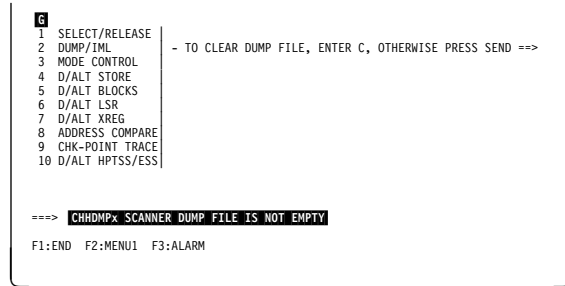 G
1 SELECT/RELEASE
2 DUMP/IML - TO CLEAR DUMP FILE, ENTER C, OTHERWISE PRESS SEND ==>
3 MODE CONTROL
4 D/ALT STORE
5 D/ALT BLOCKS
6 D/ALT LSR
7 D/ALT XREG
8 ADDRESS COMPARE
9 CHK-POINT TRACE
10 D/ALT HPTSS/ESS
===> CHHDMPx SCANNER DUMP FILE IS NOT EMPTY
F1:END F2:MENU1 F3:ALARM